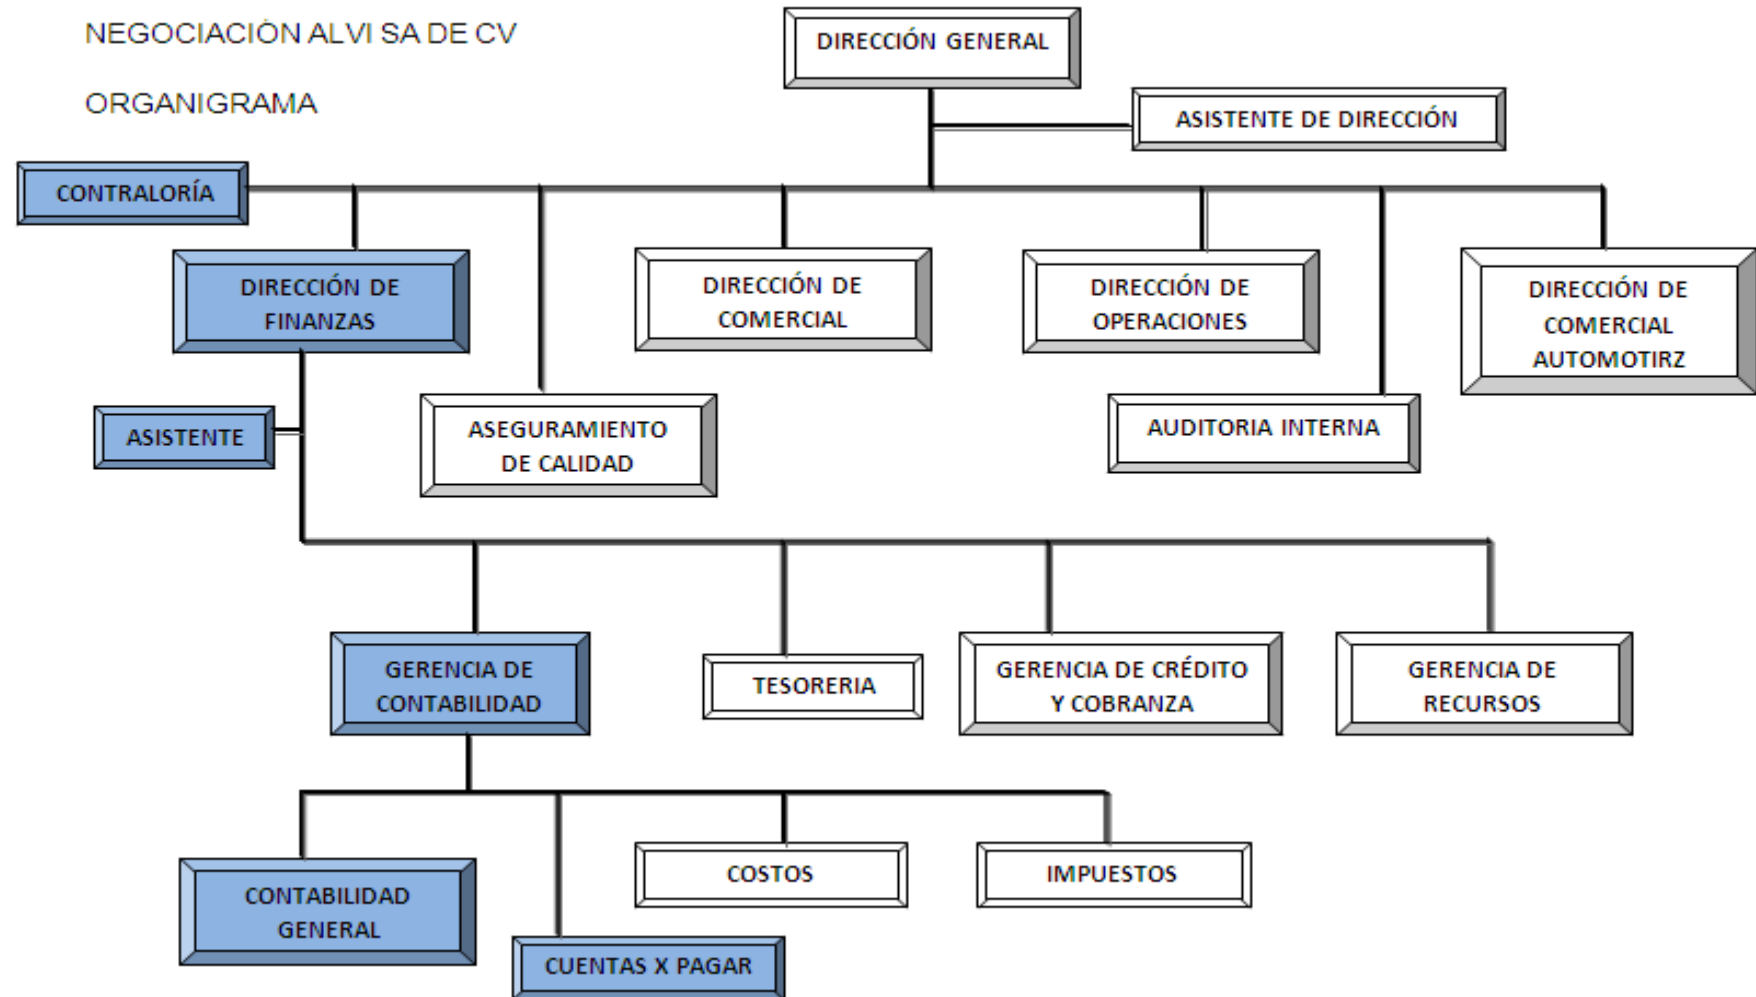 NEGOCIACIÓN ALVI SA DE CV
ORGANIGRAMA
DIRECCIÓN GENERAL
ASISTENTE DE DIRECCIÓN
CONTRALORÍA
DIRECCIÓN DE
FINANZAS
DIRECCIÓN DE
COMERCIAL
DIRECCIÓN DE
OPERACIONES
DIRECCIÓN DE
COMERCIAL
AUTOMOTIRZ
ASISTENTE
ASEGURAMIENTO
DE CALIDAD
AUDITORIA INTERNA
GERENCIA DE
CONTABILIDAD
TESORERIA
GERENCIA DE CRÉDITO
Y COBRANZA
GERENCIA DE
RECURSOS
CONTABILIDAD
GENERAL
CUENTAS X PAGAR
COSTOS
IMPUESTOS